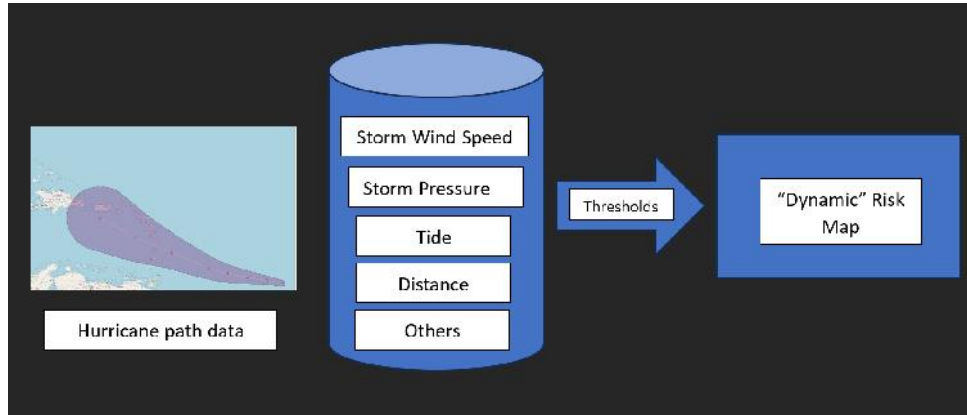 Hurricane path data
Storm Wind Speed
Storm Pressure
Tide
Distance
Others
Thresholds
“Dynamic” Risk
Map